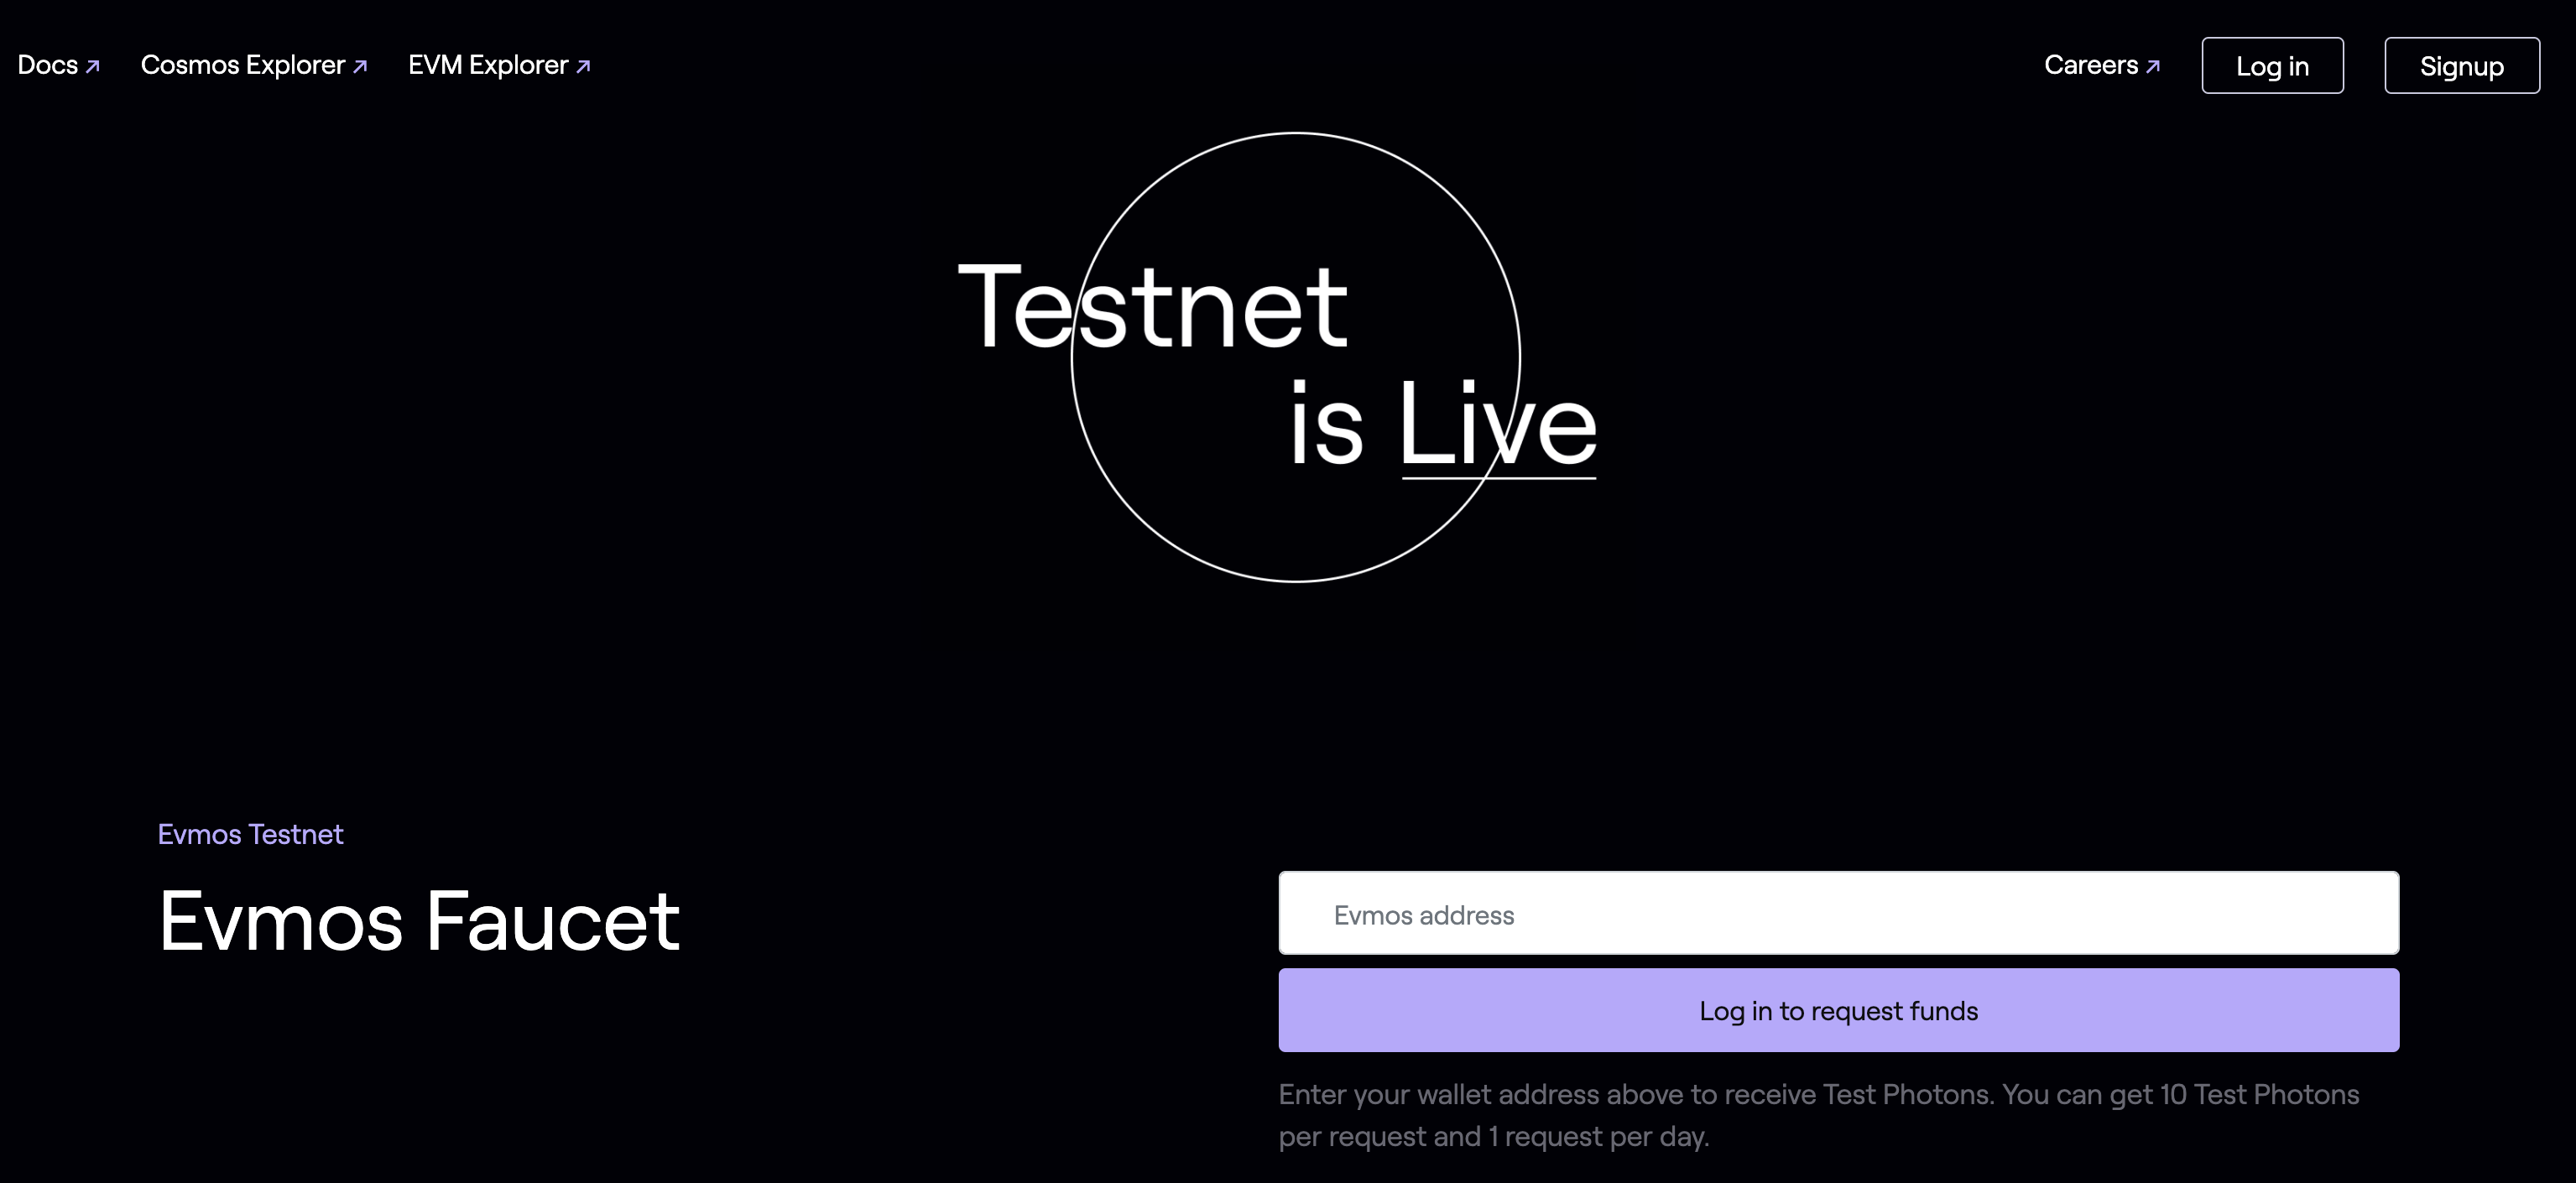 Docs ↗ Cosmos Explorer ↗ EVM Explorer ↗ Careers ↗ Log in Signup
Testnet
is Live
Evmos Testnet
Evmos Faucet
Evmos address
Log in to request funds
Enter your wallet address above to receive Test Photons. You can get 10 Test Photons
per request and 1 request per day.